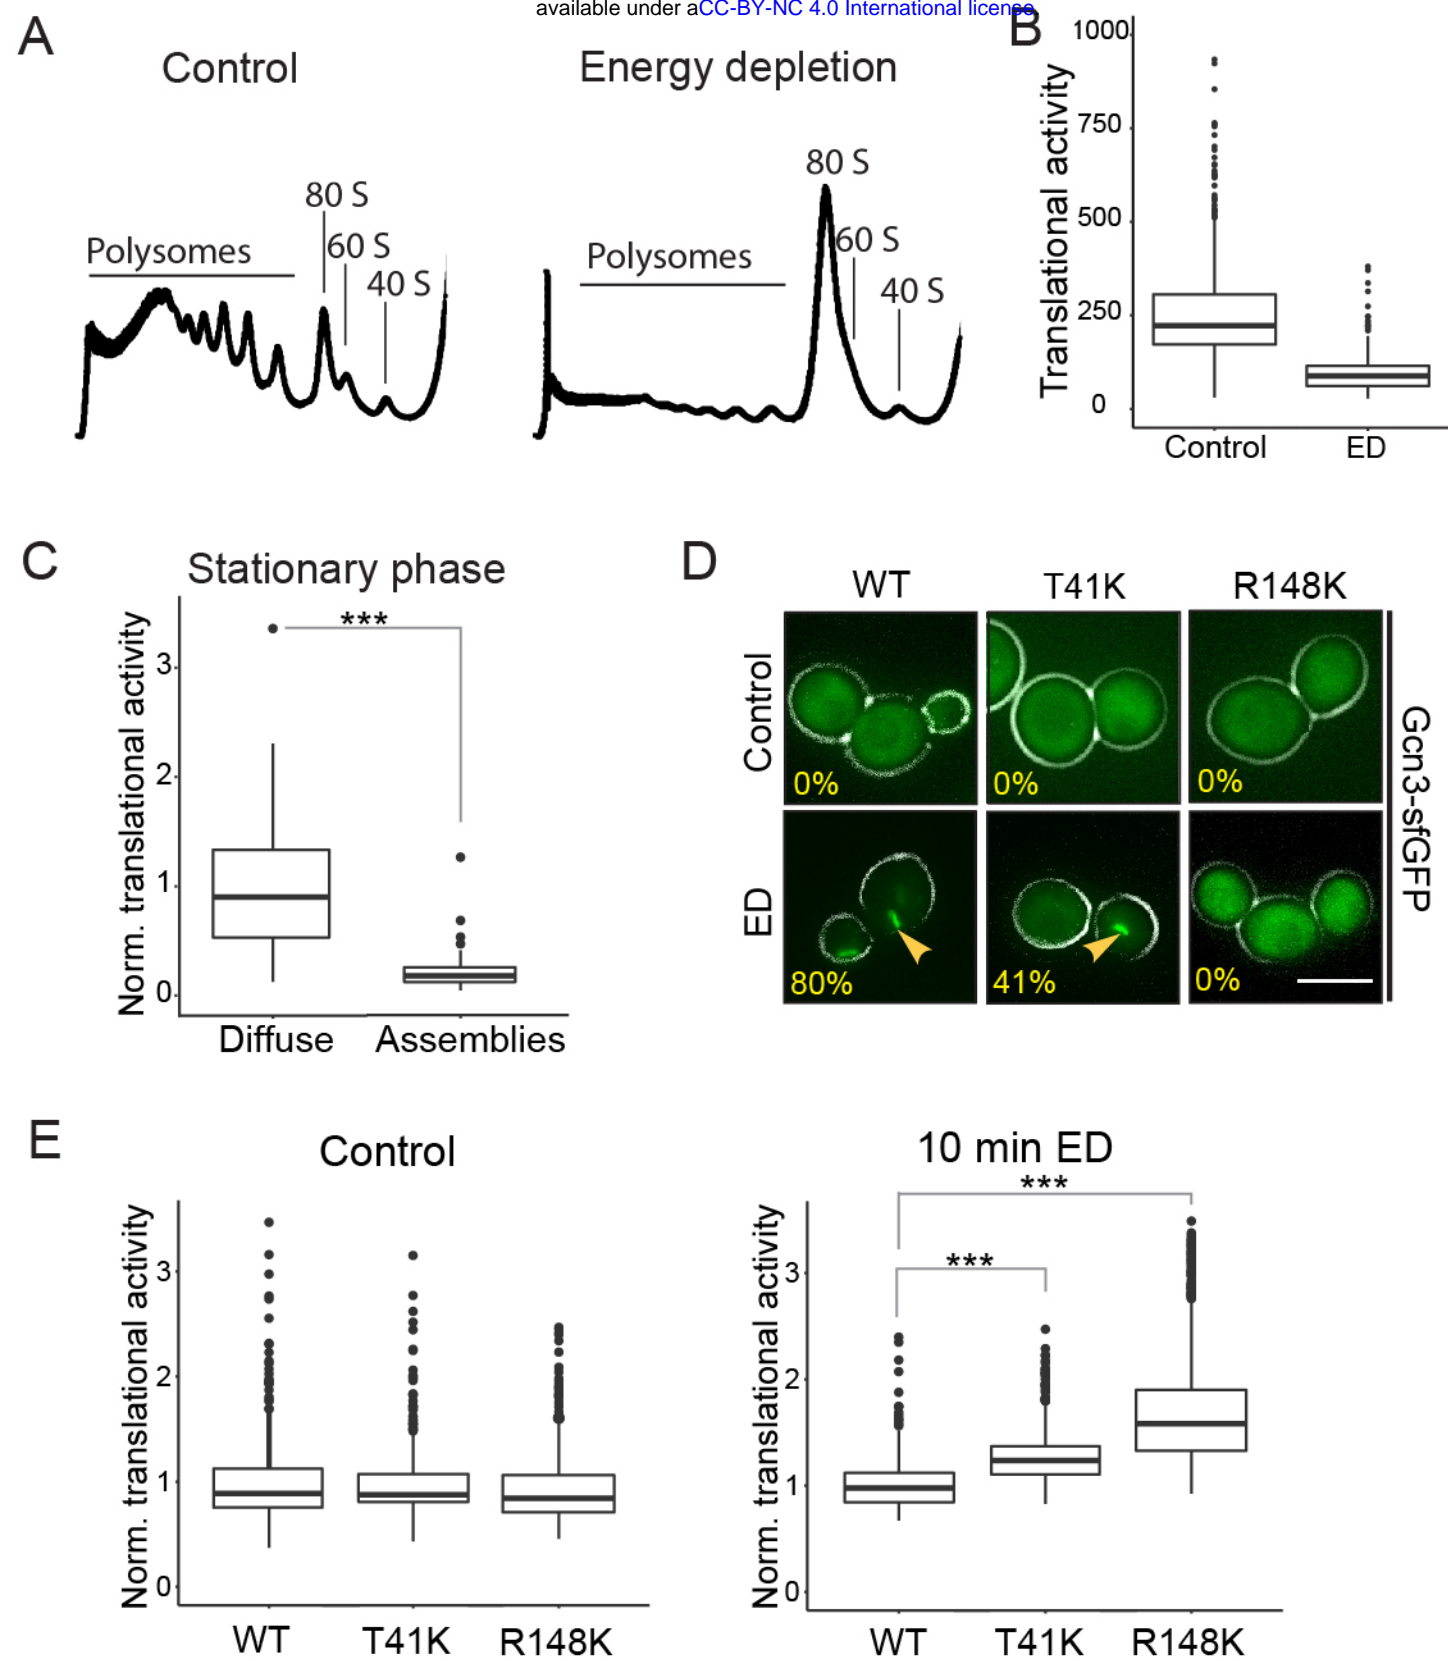 available under aCC-BY-NC 4.0 International license.
A
Control
Energy depletion
80 S
Polysomes
60 S
40 S
80 S
Polysomes
60 S
40 S
B
Translational activity
1000
750
500
250
0
Control
ED
C
Stationary phase
Norm. translational activity
***
3
2
1
0
Diffuse
Assemblies
D
WT
T41K
R148K
Control
0%
0%
0%
ED
80%
41%
0%
Gcn3-sfGFP
E
Control
Norm. translational activity
3
2
1
0
WT
T41K
R148K
10 min ED
Norm. translational activity
***
***
3
2
1
0
WT
T41K
R148K